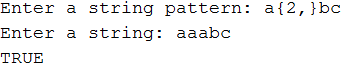 Enter a string pattern: a{2,}bc
Enter a string: aaabc
TRUE